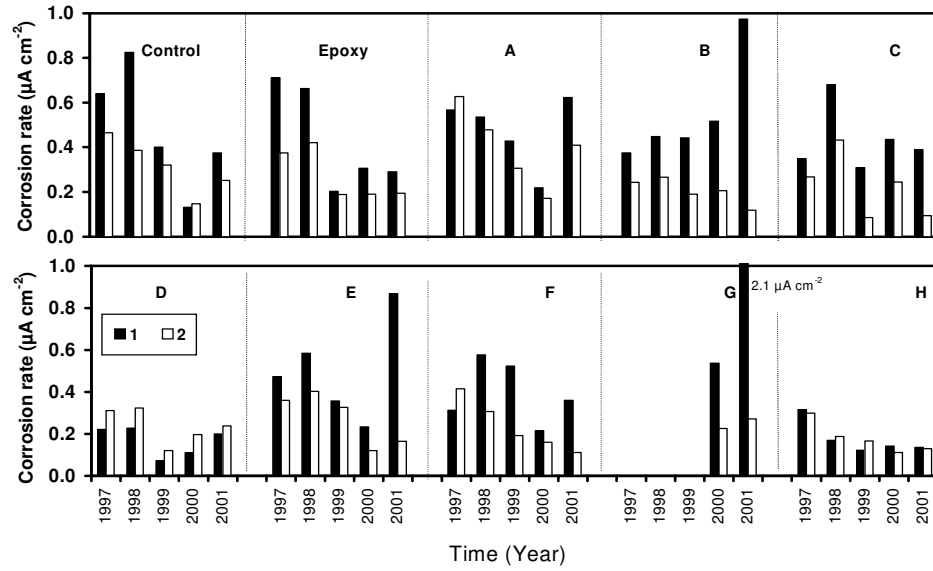 Corrosion rate (µA cm-2)
1.0
0.8
0.6
0.4
0.2
0.0
Control
Epoxy
A
B
C
Corrosion rate (µA cm-2)
1.0
0.8
0.6
0.4
0.2
0.0
D
E
F
G
2.1 µA cm-2
H
1 2
1997 1998 1999 2000 2001 1997 1998 1999 2000 2001 1997 1998 1999 2000 2001 1997 1998 1999 2000 2001 1997 1998 1999 2000 2001
Time (Year)